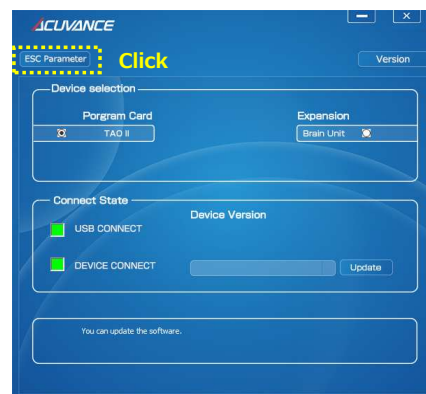 ACUVANCE
ESC Parameter
Click
Version
Device selection
Porgram Card
Expansion
TAO II
Brain Unit
Connect State
Device Version
USB CONNECT
DEVICE CONNECT
Update
You can update the software.